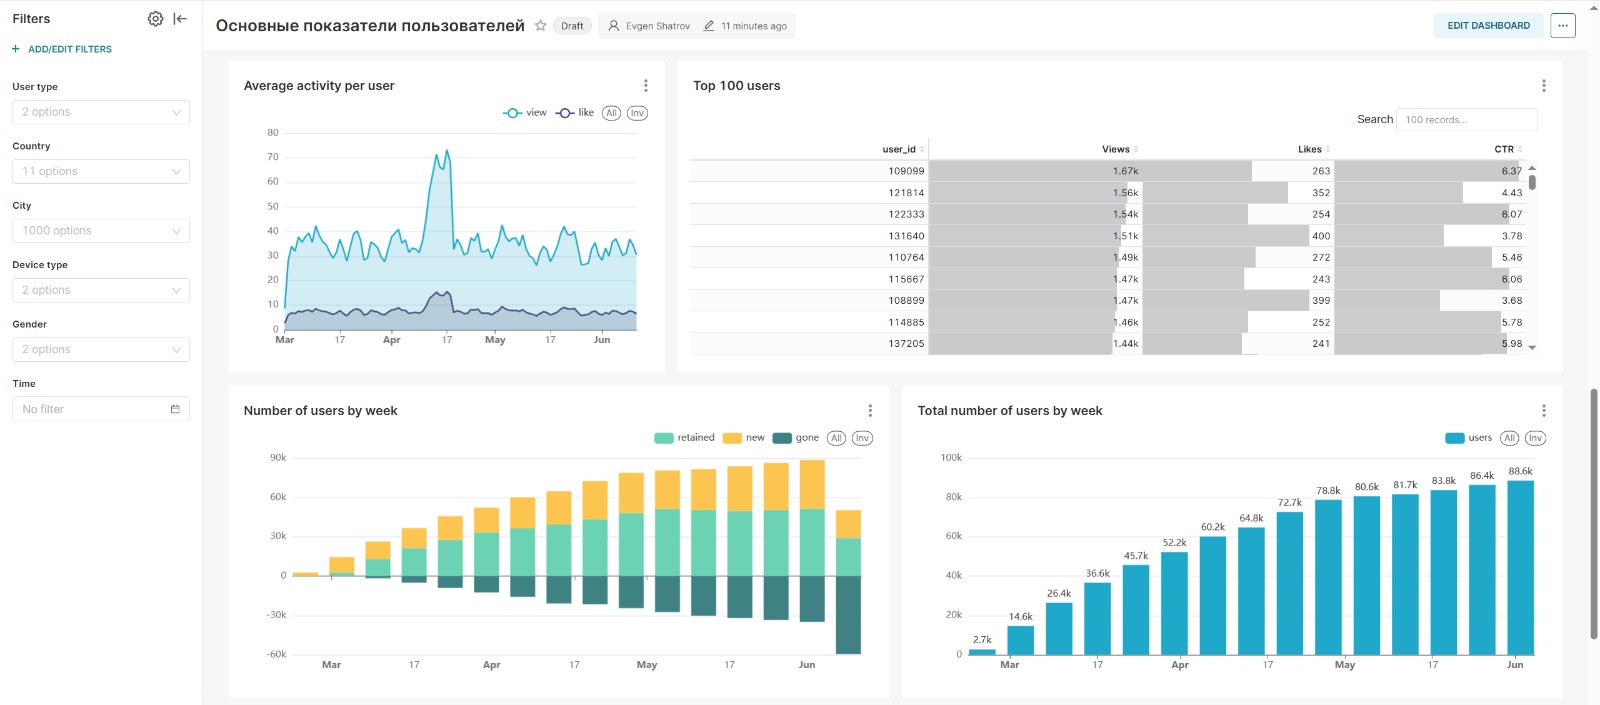 Filters
ADD/EDIT FILTERS
User type
2 options
Country
11 options
City
1000 options
Device type
2 options
Gender
2 options
Time
No filter
Основные показатели пользователей
Draft
Evgen Shatrov
11 minutes ago
EDIT DASHBOARD
Average activity per user
view like All Inv
80
70
60
50
40
30
20
10
0
Mar 17 Apr 17 May 17 Jun
Top 100 users
Search 100 records...
user_id Views Likes CTR
109099 1.67k 263 6.37
121814 1.56k 352 4.43
122333 1.54k 254 6.07
131640 1.51k 400 3.78
110764 1.49k 272 5.46
115667 1.47k 243 6.06
108899 1.47k 399 3.68
114885 1.46k 252 5.78
137205 1.44k 241 5.98
Number of users by week
retained new gone All Inv
90k
60k
30k
0
-30k
-60k
Mar 17 Apr 17 May 17 Jun
Total number of users by week
users All Inv
100k
80k
60k
40k
20k
0
2.7k 14.6k 26.4k 36.6k 45.7k 52.2k 60.2k 64.8k 72.7k 78.8k 80.6k 81.7k 83.8k 86.4k 88.6k
Mar 17 Apr 17 May 17 Jun